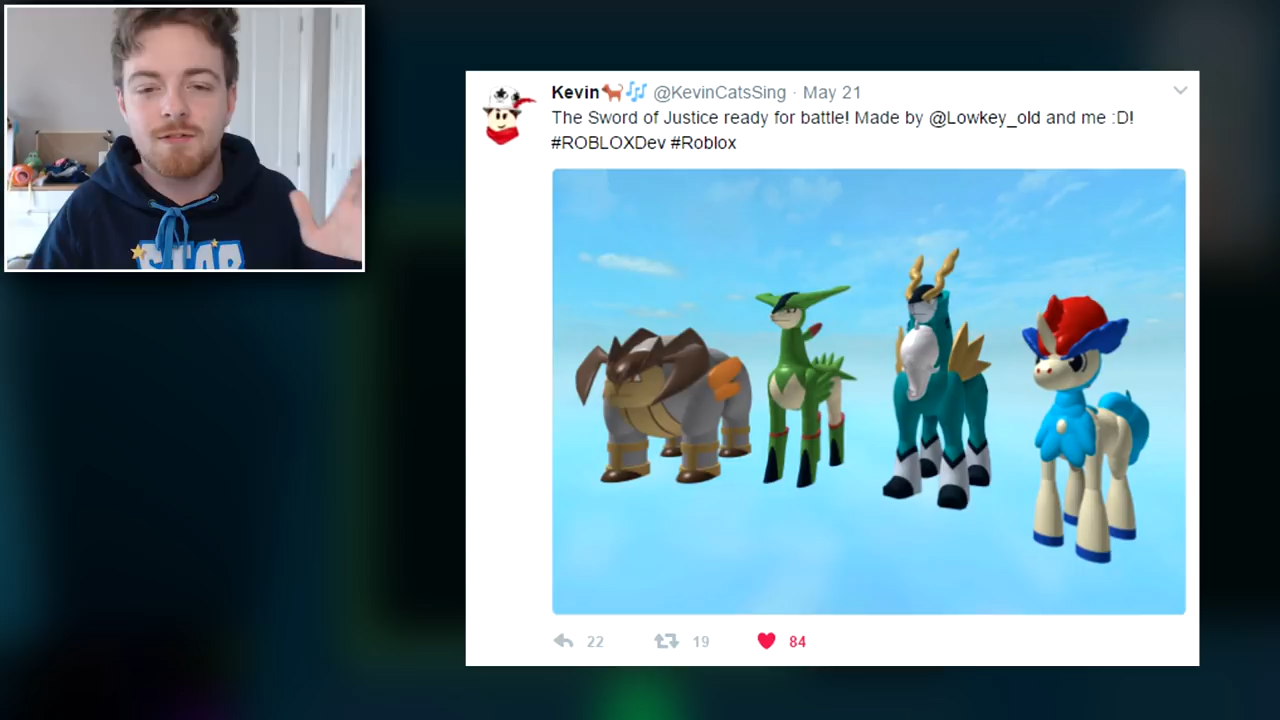 STAR
Kevin @KevinCatsSing · May 21
The Sword of Justice ready for battle! Made by @Lowkey_old and me :D!
#ROBLOXDev #Roblox
22 19 84